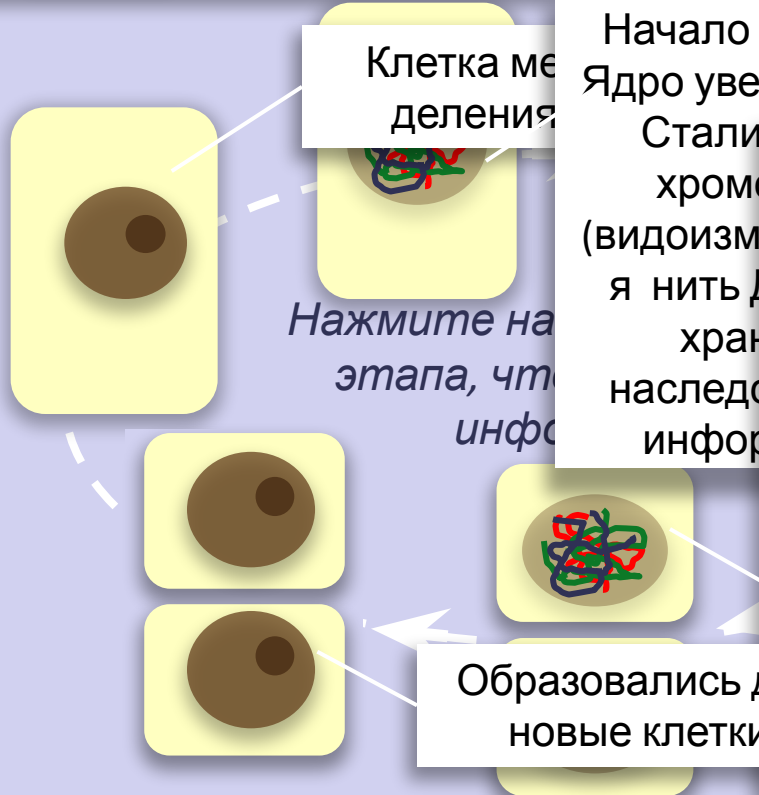 Клетка ме
деления
Начало
Ядро уве
Стали
хромо
(видоизм
я нить Д
хран
наследо
инфор
Нажмите на
этапа, что
инфо
Образовались д
новые клетки